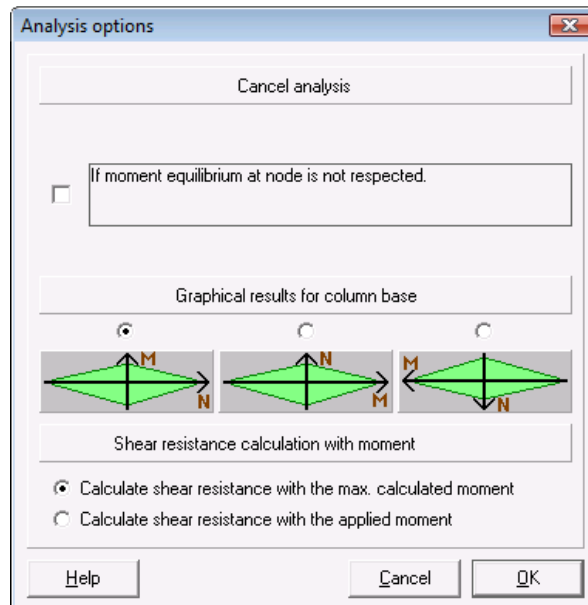 Analysis options
Cancel analysis
If moment equilibrium at node is not respected.
Graphical results for column base
M
N
N
M
M
N
Shear resistance calculation with moment
Calculate shear resistance with the max. calculated moment
Calculate shear resistance with the applied moment
Help
Cancel
OK